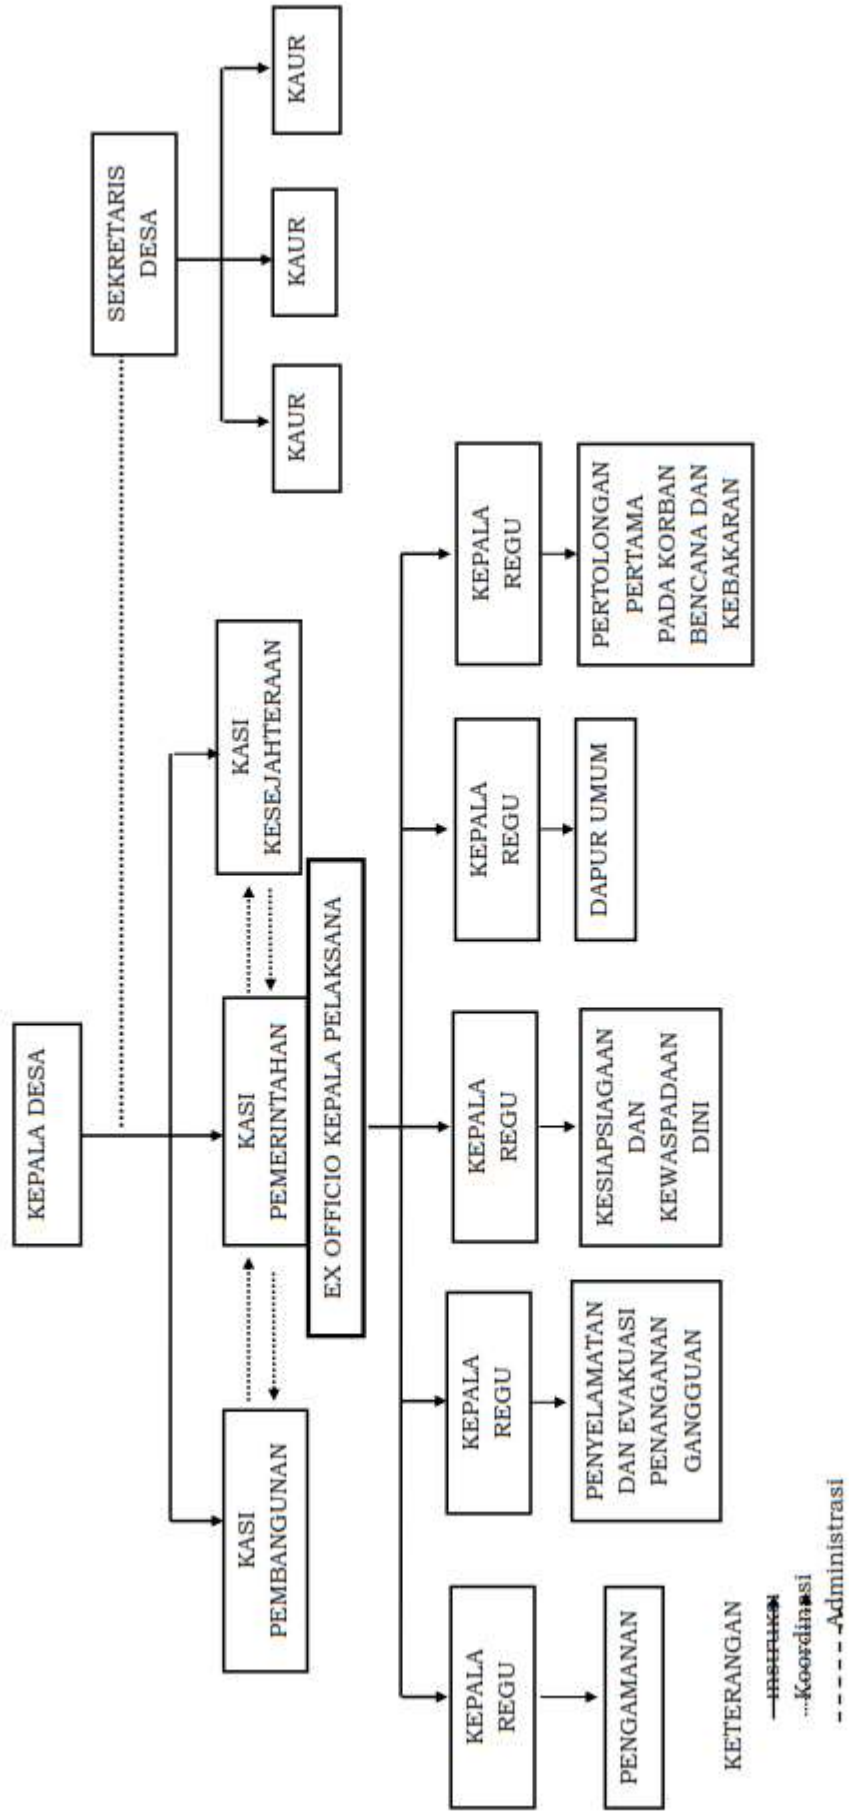 KEPALA DESA
SEKRETARIS
DESA
KASI
PEMBANGUNAN
KASI
PEMERINTAHAN
KASI
KESEJAHTERAAN
KAUR
KAUR
KAUR
EX OFFICIO KEPALA PELAKSANA
KEPALA
REGU
KEPALA
REGU
KEPALA
REGU
KEPALA
REGU
KEPALA
REGU
PENGAMANAN
PENYELAMATAN
DAN EVAKUASI
PENANGANAN
GANGGUAN
KESIAPSIAGAAN
DAN
KEWASPADAAN
DINI
DAPUR UMUM
PERTOLONGAN
PERTAMA
PADA KORBAN
BENCANA DAN
KEBAKARAN
KETERANGAN
instruksi
Koordinasi
Administrasi